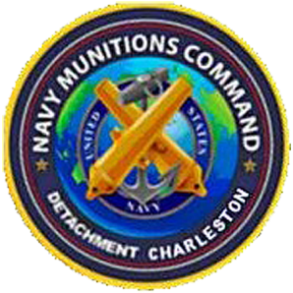 NAVY MUNITIONS COMMAND
UNITED STATES
NAVY
DETACHMENT CHARLESTON